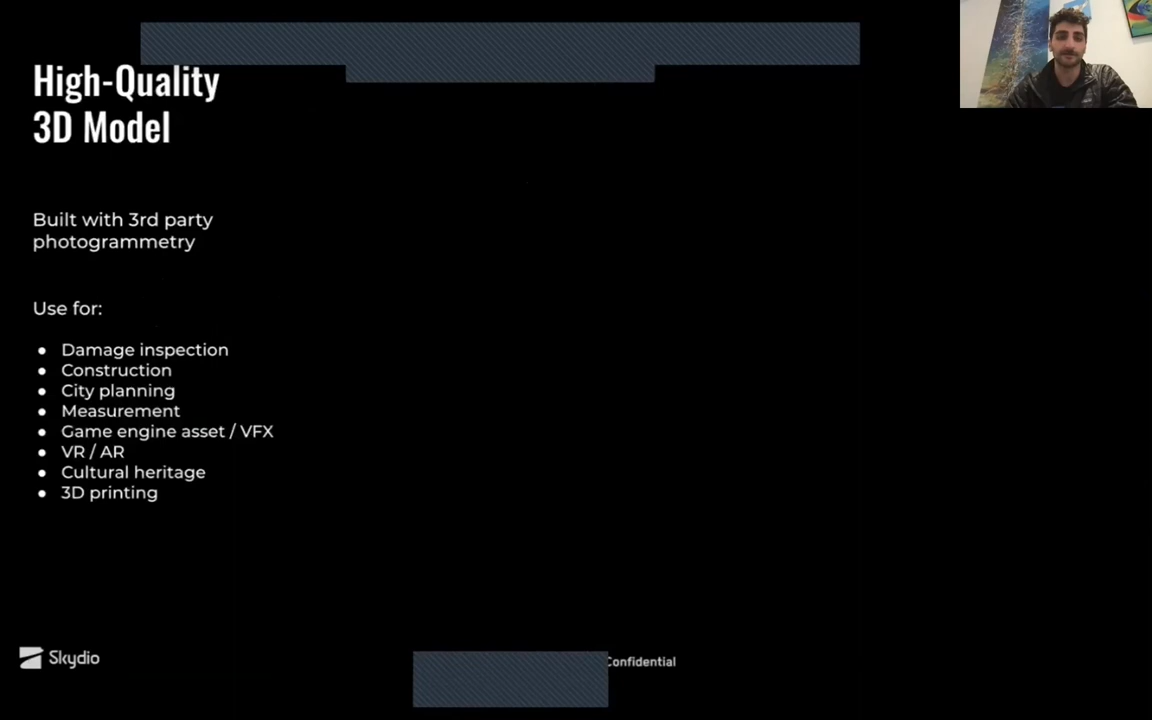 High-Quality
3D Model
Built with 3rd party
photogrammetry
Use for:
● Damage inspection
● Construction
● City planning
● Measurement
● Game engine asset / VFX
● VR / AR
● Cultural heritage
● 3D printing
Skydio
Confidential